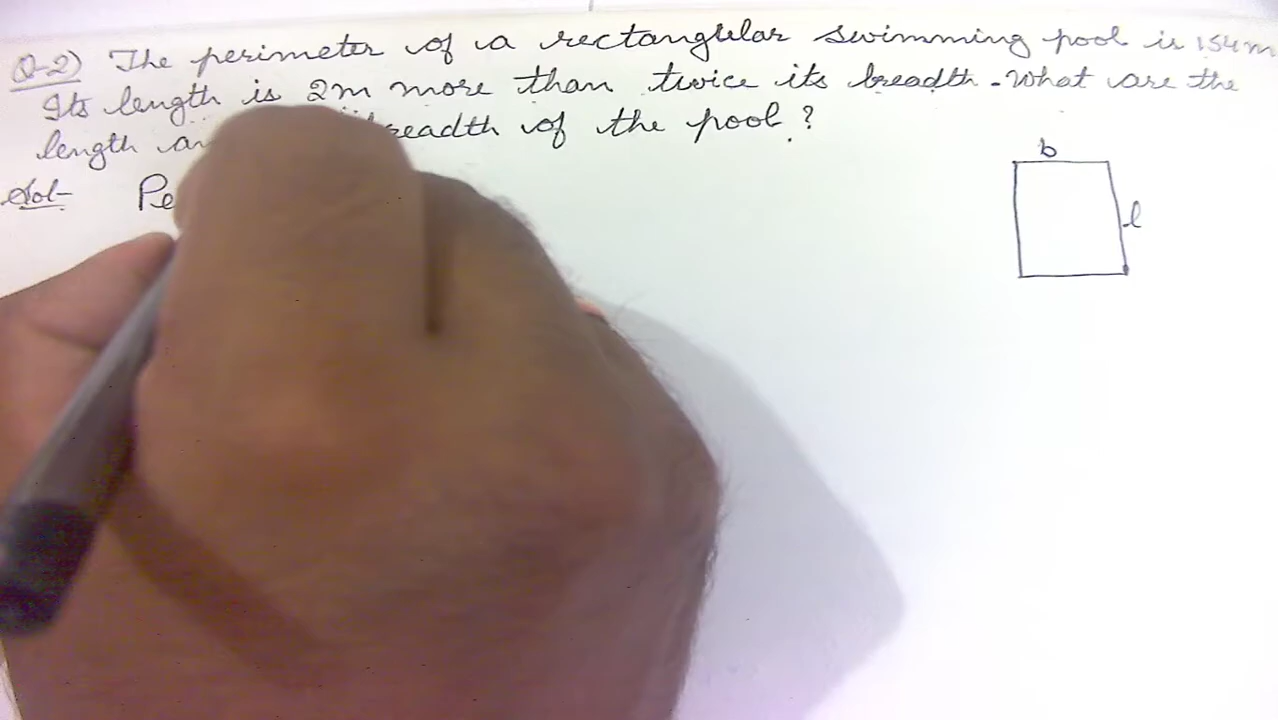 Q-2) The perimeter of a rectangular swimming pool is 154m
Its length is 2m more than twice its breadth. What are the
length an breadth of the pool ?
b
Sol- Pe
l